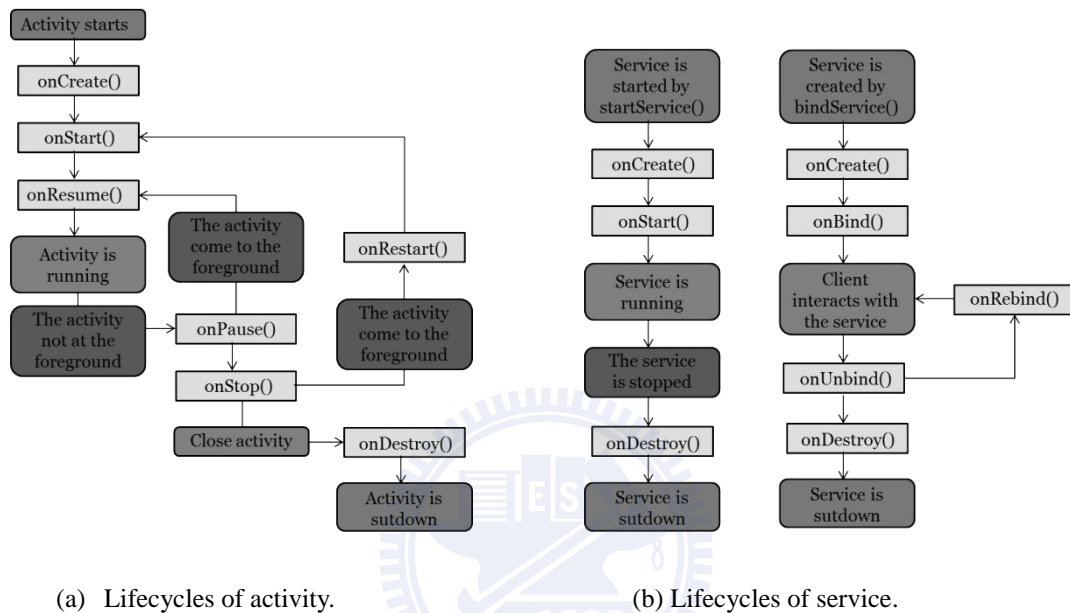 Activity starts
onCreate()
onStart()
onResume()
Activity is
running
The activity
not at the
foreground
The activity
come to the
foreground
onPause()
onStop()
Close activity
onRestart()
The activity
come to the
foreground
onDestroy()
Activity is
sutdown
(a) Lifecycles of activity.
Service is
started by
startService()
onCreate()
onStart()
Service is
running
The service
is stopped
onDestroy()
Service is
sutdown
Service is
created by
bindService()
onCreate()
onBind()
Client
interacts with
the service
onRebind()
onUnbind()
onDestroy()
Service is
sutdown
(b) Lifecycles of service.
ES